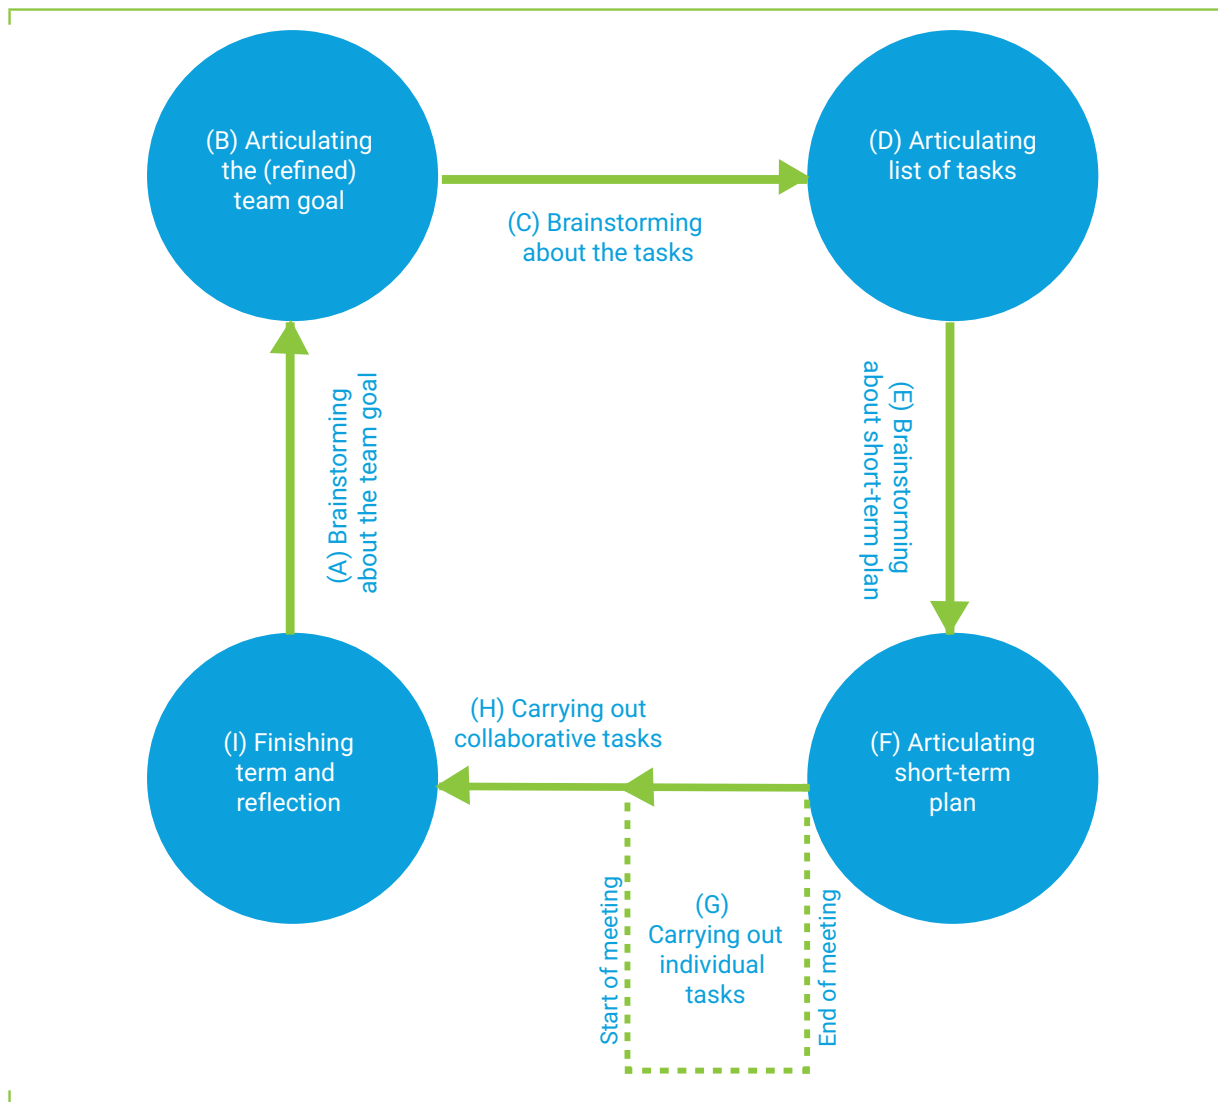 (B) Articulating
the (refined)
team goal
(D) Articulating
list of tasks
(C) Brainstorming
about the tasks
(A) Brainstorming
about the team goal
(E) Brainstorming
about short-term plan
(H) Carrying out
collaborative tasks
(I) Finishing
term and
reflection
(F) Articulating
short-term
plan
Start of meeting
(G)
Carrying out
individual
tasks
End of meeting